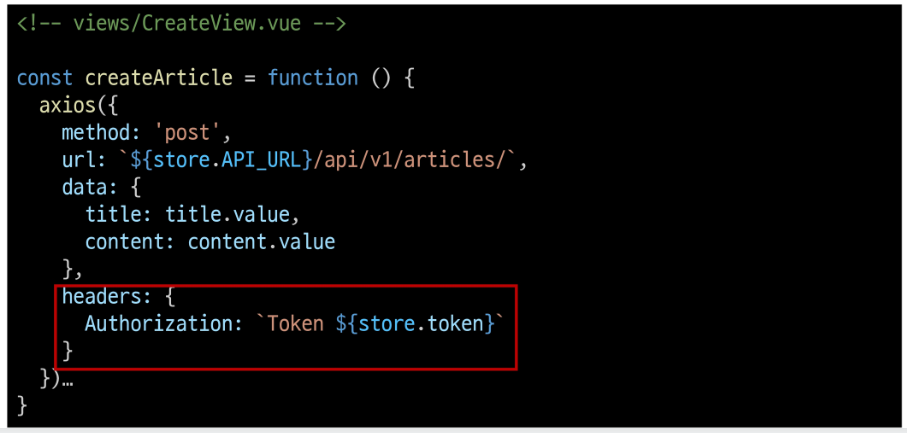 <!-- views/CreateView.vue -->
const createArticle = function () {
  axios({
    method: 'post',
    url: `${store.API_URL}/api/v1/articles/`,
    data: {
      title: title.value,
      content: content.value
    },
    headers: {
      Authorization: `Token ${store.token}`
    }
  })…
}